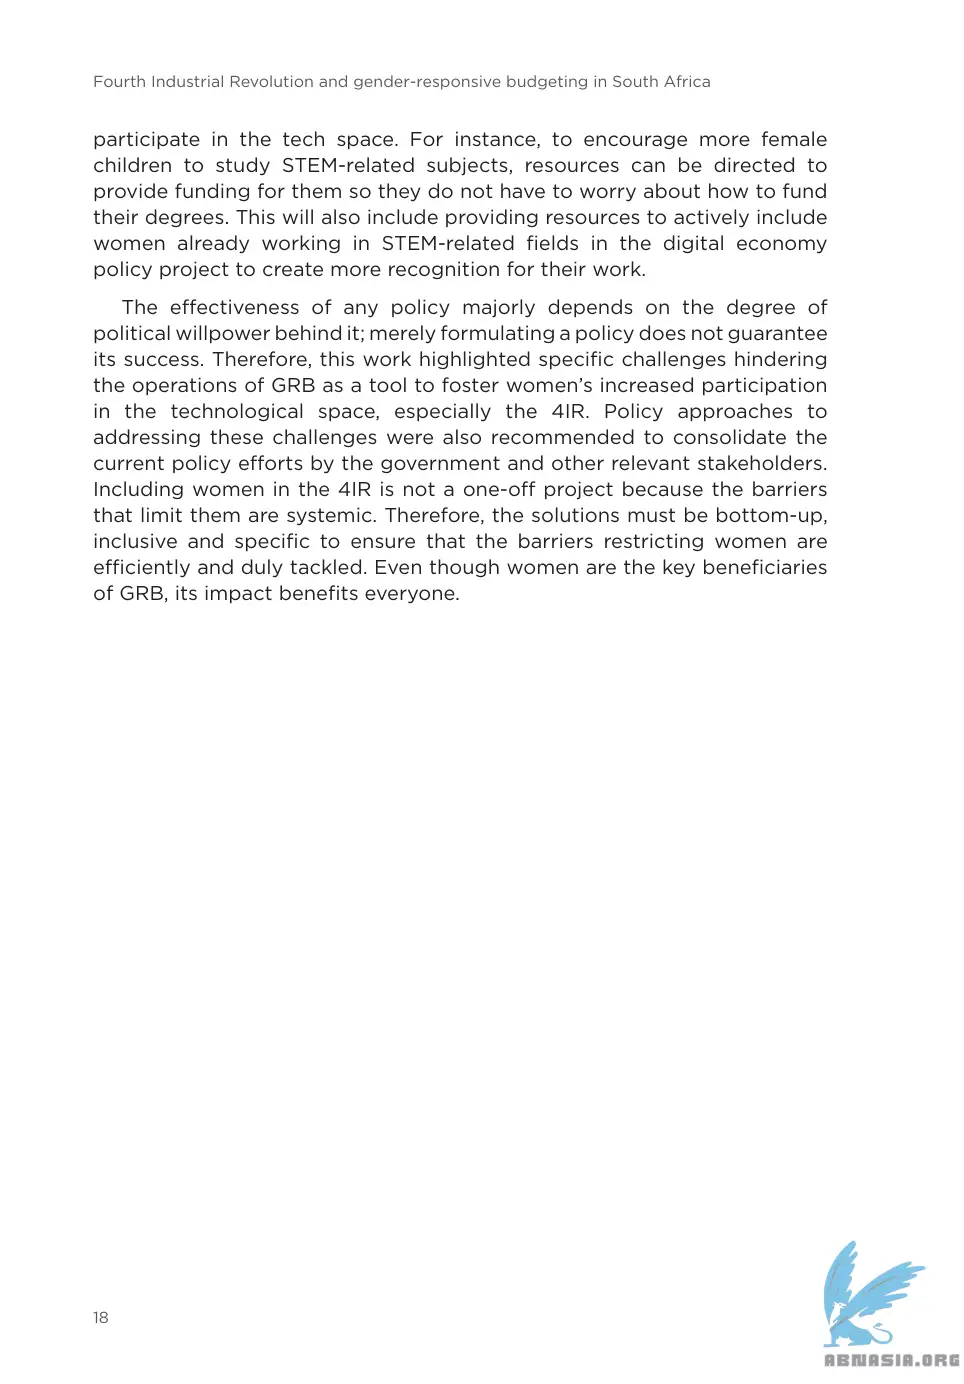 Fourth Industrial Revolution and gender-responsive budgeting in South Africa
participate in the tech space. For instance, to encourage more female
children to study STEM-related subjects, resources can be directed to
provide funding for them so they do not have to worry about how to fund
their degrees. This will also include providing resources to actively include
women already working in STEM-related fields in the digital economy
policy project to create more recognition for their work.
The effectiveness of any policy majorly depends on the degree of
political willpower behind it; merely formulating a policy does not guarantee
its success. Therefore, this work highlighted specific challenges hindering
the operations of GRB as a tool to foster women’s increased participation
in the technological space, especially the 4IR. Policy approaches to
addressing these challenges were also recommended to consolidate the
current policy efforts by the government and other relevant stakeholders.
Including women in the 4IR is not a one-off project because the barriers
that limit them are systemic. Therefore, the solutions must be bottom-up,
inclusive and specific to ensure that the barriers restricting women are
efficiently and duly tackled. Even though women are the key beneficiaries
of GRB, its impact benefits everyone.
18
ABNASIA.ORG